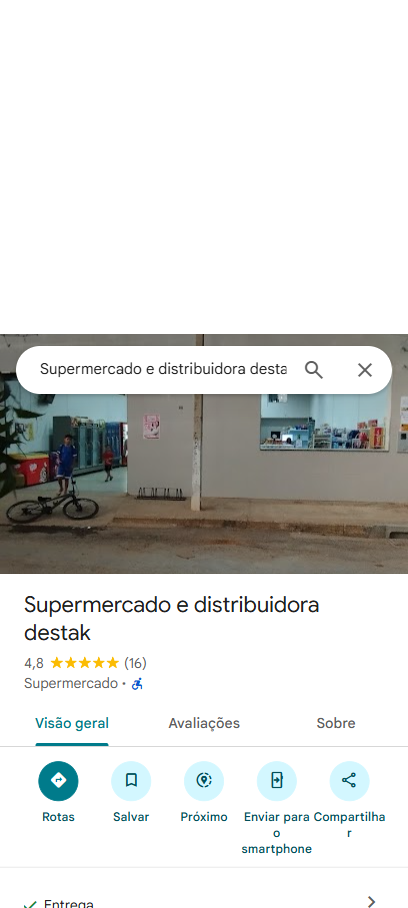 Supermercado e distribuidora desta
Supermercado e distribuidora
destak
4,8 ★★★★★ (16)
Supermercado ·
Visão geral Avaliações Sobre
Rotas Salvar Próximo Enviar para o smartphone Compartilhar
Entrega